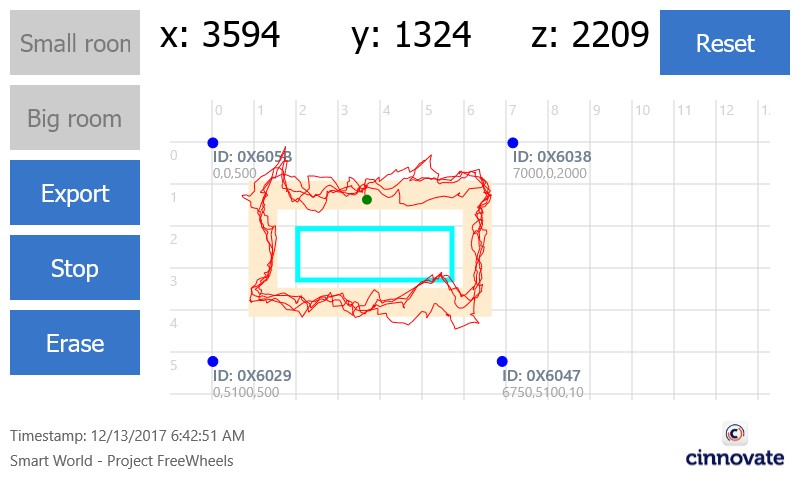 Small room
x: 3594 y: 1324 z: 2209
Reset
Big room
Export
Stop
Erase
0 1 2 3 4 5 6 7 8 9 10 11 12 1.
0
1
2
3
4
5
ID: 0X6053
0,0,500
ID: 0X6038
7000,0,2000
ID: 0X6029
0,5100,500
ID: 0X6047
6750,5100,10
Timestamp: 12/13/2017 6:42:51 AM
Smart World - Project FreeWheels
cinnovate